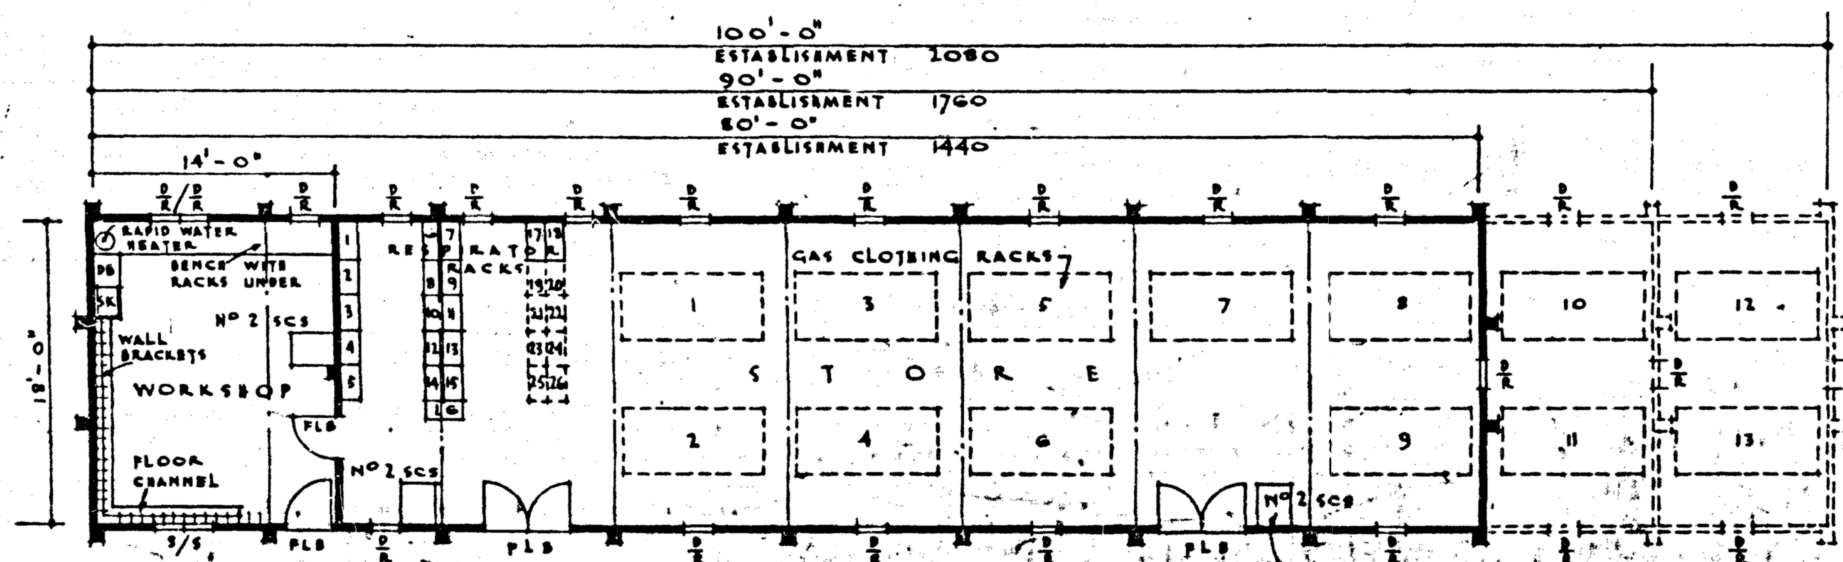 100'-0"
ESTABLISHMENT 2080
90'-0"
ESTABLISHMENT 1760
80'-0"
ESTABLISHMENT 1440
14'-0"
D/R D/R D/R D/R D/R D/R D/R D/R D/R D/R D/R D/R D/R
RAPID WATER
HEATER
BENCH WITH
RACKS UNDER
DB
SK
Nº 2 SCS
WALL
BRACKETS
WORKSHOP
18'-0"
FLOOR
CHANNEL
FLB
Nº 2 SCS
RESPIRATOR
RACKS
1 6 7 17 18
2 8 9 19 20
3 10 11 21 22
4 12 13 23 24
5 14 15 25 26
16
GAS CLOTHING RACKS
1 3 5 7 8 10 12
STORE
D/R D/R
2 4 6 9 11 13
Nº 2 SCS
S/S FLB D/R FLB D/R D/R D/R FLB D/R D/R D/R